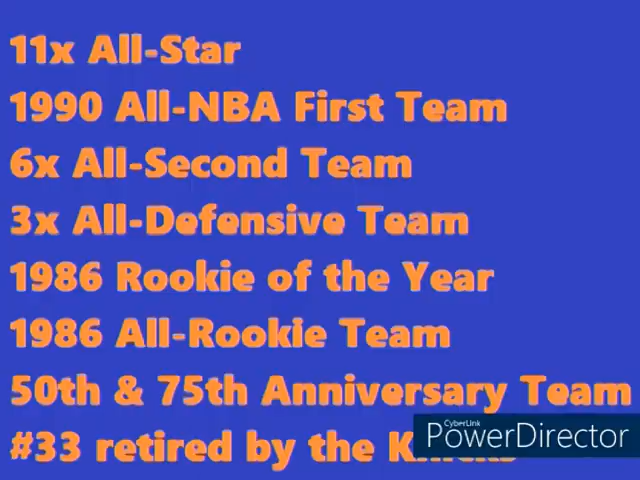 11x All-Star
1990 All-NBA First Team
6x All-Second Team
3x All-Defensive Team
1986 Rookie of the Year
1986 All-Rookie Team
50th & 75th Anniversary Team
#33 retired by the
CyberLink
PowerDirector